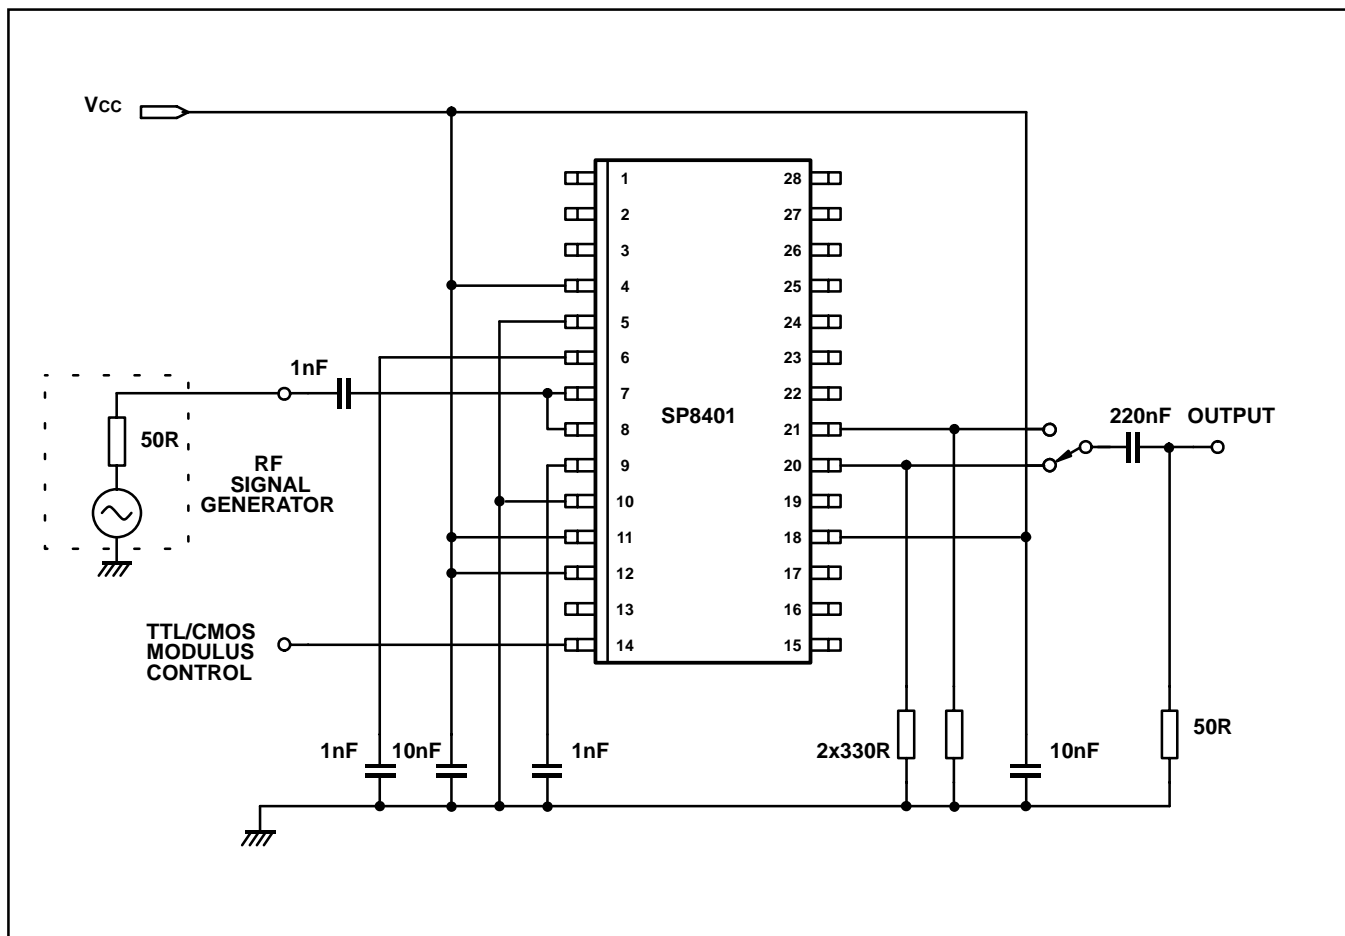 VCC
1
2
3
4
5
6
7
8
9
10
11
12
13
14
28
27
26
25
24
23
22
21
20
19
18
17
16
15
SP8401
1nF
50R
RF
SIGNAL
GENERATOR
TTL/CMOS
MODULUS
CONTROL
220nF OUTPUT
1nF
10nF
1nF
2x330R
10nF
50R